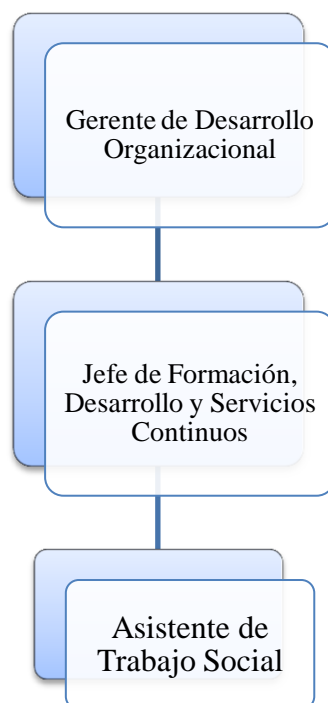 Gerente de Desarrollo
Organizacional
Jefe de Formación,
Desarrollo y Servicios
Continuos
Asistente de
Trabajo Social